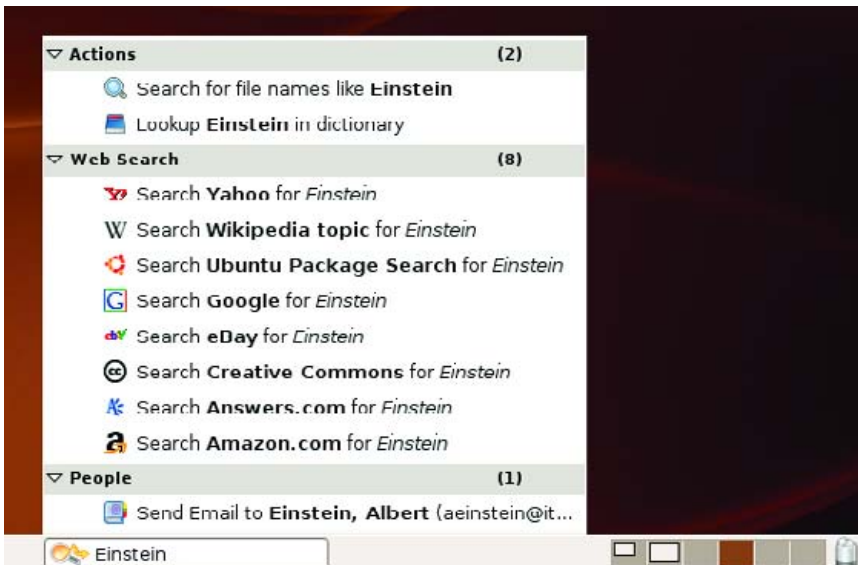 Actions (2)
Search for file names like Einstein
Lookup Einstein in dictionary
Web Search (8)
Search Yahoo for Einstein
Search Wikipedia topic for Einstein
Search Ubuntu Package Search for Einstein
Search Google for Einstein
Search eBay for Einstein
Search Creative Commons for Einstein
Search Answers.com for Einstein
Search Amazon.com for Einstein
People (1)
Send Email to Einstein, Albert (aeinstein@it...
Einstein